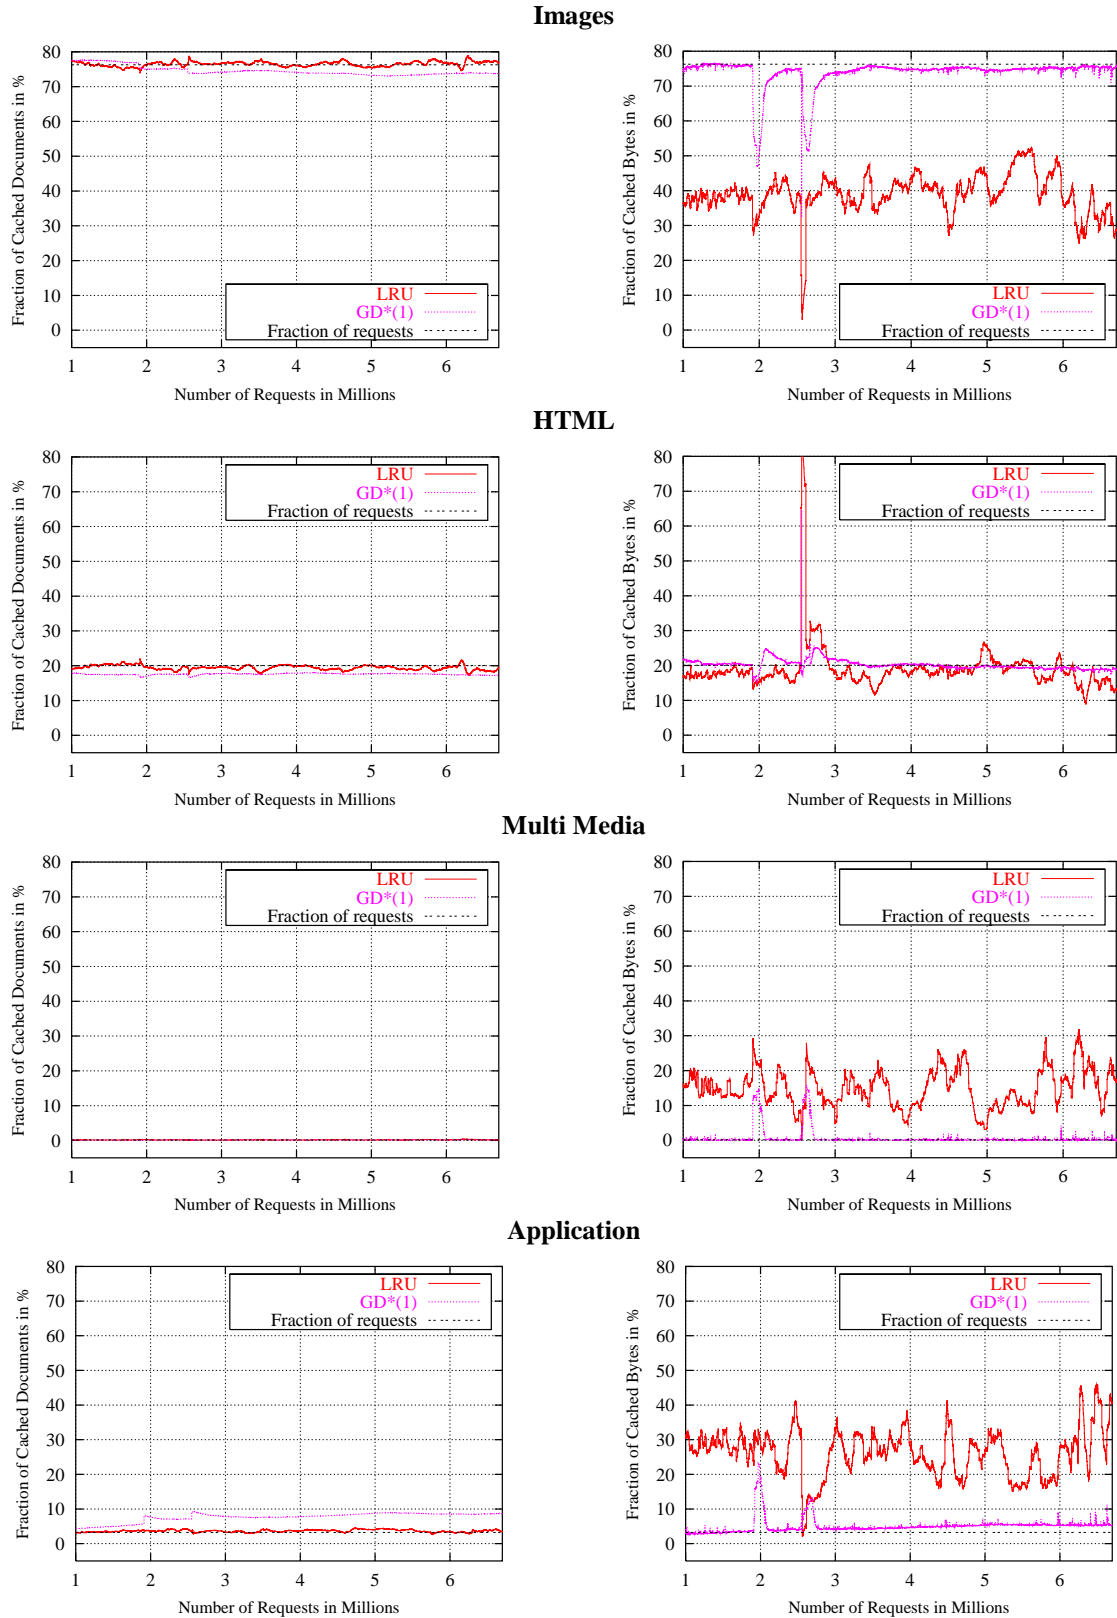 Images
Fraction of Cached Documents in %
80
70
60
50
40
30
20
10
0
LRU
GD*(1)
Fraction of requests
1 2 3 4 5 6
Number of Requests in Millions
Fraction of Cached Bytes in %
80
70
60
50
40
30
20
10
0
LRU
GD*(1)
Fraction of requests
1 2 3 4 5 6
Number of Requests in Millions
HTML
Fraction of Cached Documents in %
80
70
60
50
40
30
20
10
0
LRU
GD*(1)
Fraction of requests
1 2 3 4 5 6
Number of Requests in Millions
Fraction of Cached Bytes in %
80
70
60
50
40
30
20
10
0
LRU
GD*(1)
Fraction of requests
1 2 3 4 5 6
Number of Requests in Millions
Multi Media
Fraction of Cached Documents in %
80
70
60
50
40
30
20
10
0
LRU
GD*(1)
Fraction of requests
1 2 3 4 5 6
Number of Requests in Millions
Fraction of Cached Bytes in %
80
70
60
50
40
30
20
10
0
LRU
GD*(1)
Fraction of requests
1 2 3 4 5 6
Number of Requests in Millions
Application
Fraction of Cached Documents in %
80
70
60
50
40
30
20
10
0
LRU
GD*(1)
Fraction of requests
1 2 3 4 5 6
Number of Requests in Millions
Fraction of Cached Bytes in %
80
70
60
50
40
30
20
10
0
LRU
GD*(1)
Fraction of requests
1 2 3 4 5 6
Number of Requests in Millions